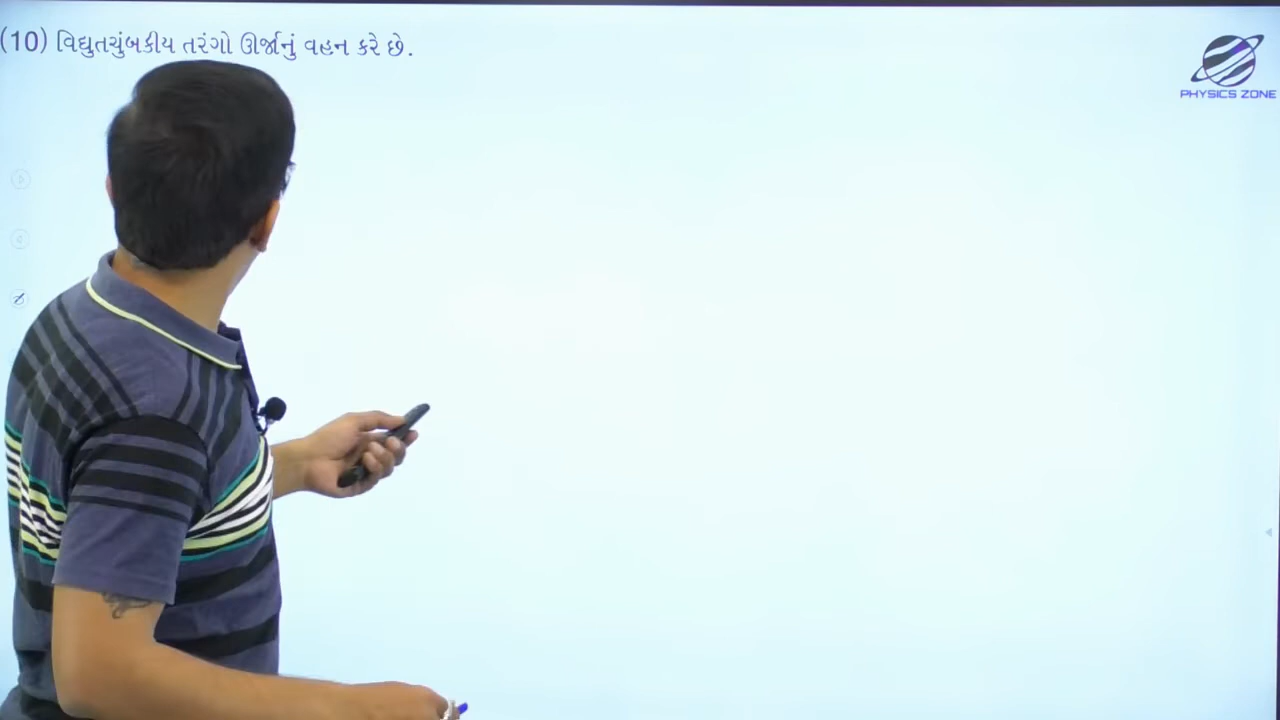 (10) વિદ્યુતચુંબકીય તરંગો ઊર્જાનું વહન કરે છે.
PHYSICS ZONE